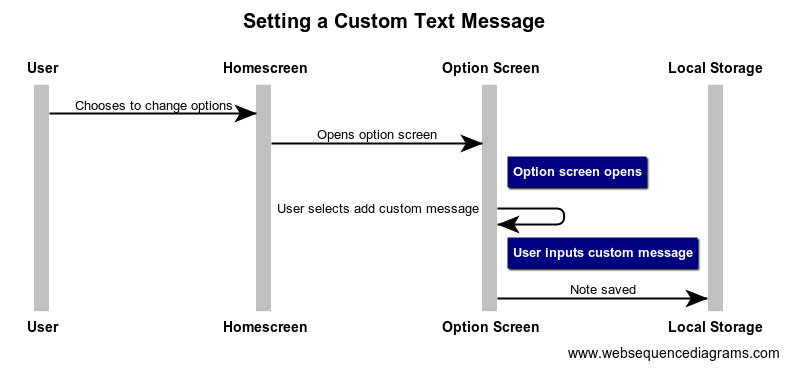 Setting a Custom Text Message
User Homescreen Option Screen Local Storage
Chooses to change options
Opens option screen
Option screen opens
User selects add custom message
User inputs custom message
Note saved
User Homescreen Option Screen Local Storage
www.websequencediagrams.com